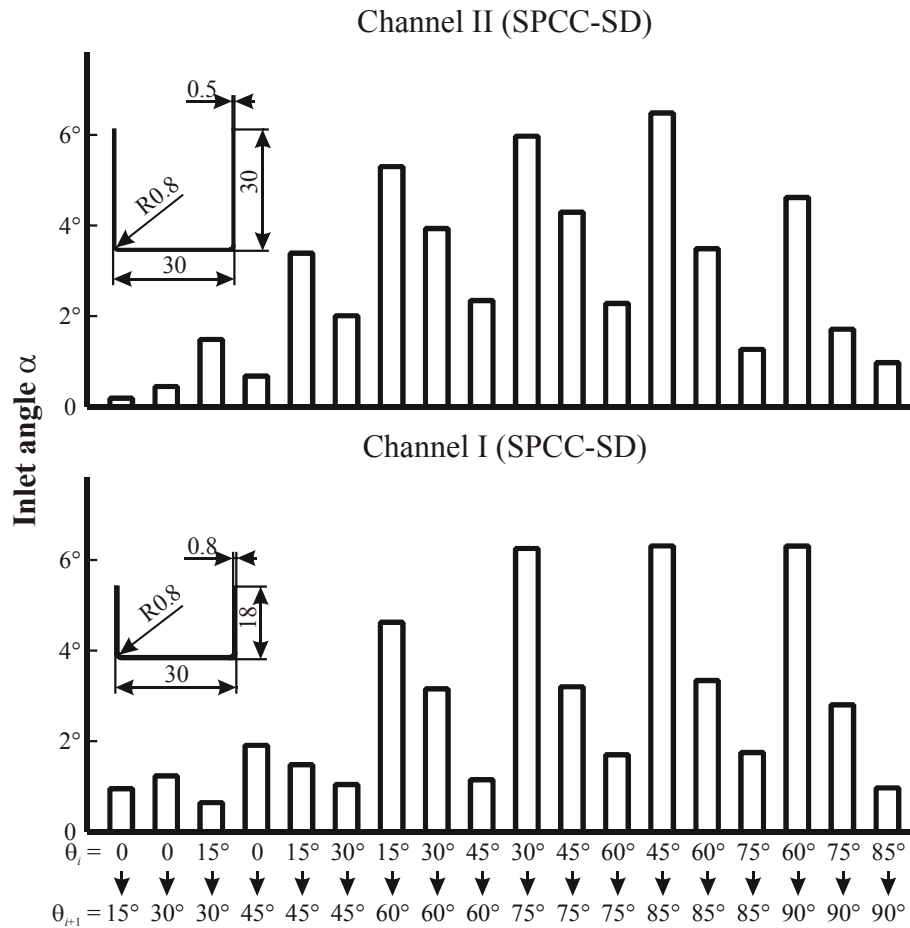 Channel II (SPCC-SD)
0.5
6°
R0.8
30
4°
30
2°
0
Inlet angle α
Channel I (SPCC-SD)
0.8
6°
R0.8
18
4°
30
2°
0
θi = 0 0 15° 0 15° 30° 15° 30° 45° 30° 45° 60° 45° 60° 75° 60° 75° 85°
θi+1 = 15° 30° 30° 45° 45° 45° 60° 60° 60° 75° 75° 75° 85° 85° 85° 90° 90° 90°